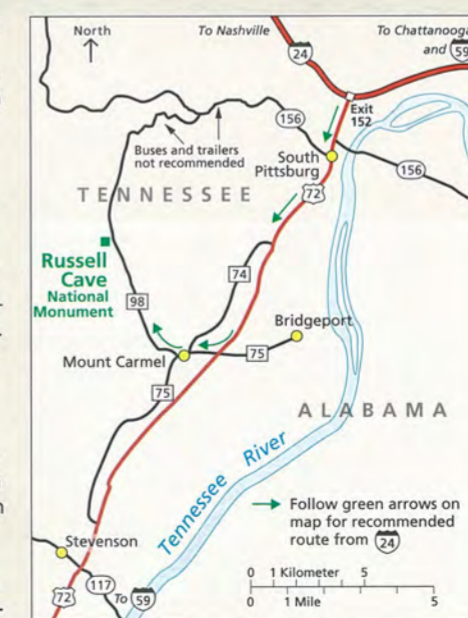 North
To Nashville
To Chattanooga
and 59
24
Exit
152
156
Buses and trailers
not recommended
South
Pittsburg
156
TENNESSEE
72
Russell
Cave
National
Monument
74
98
Bridgeport
Mount Carmel
75
75
ALABAMA
Tennessee River
Follow green arrows on
map for recommended
route from 24
Stevenson
0 1 Kilometer 5
0 1 Mile 5
72
117
To 59